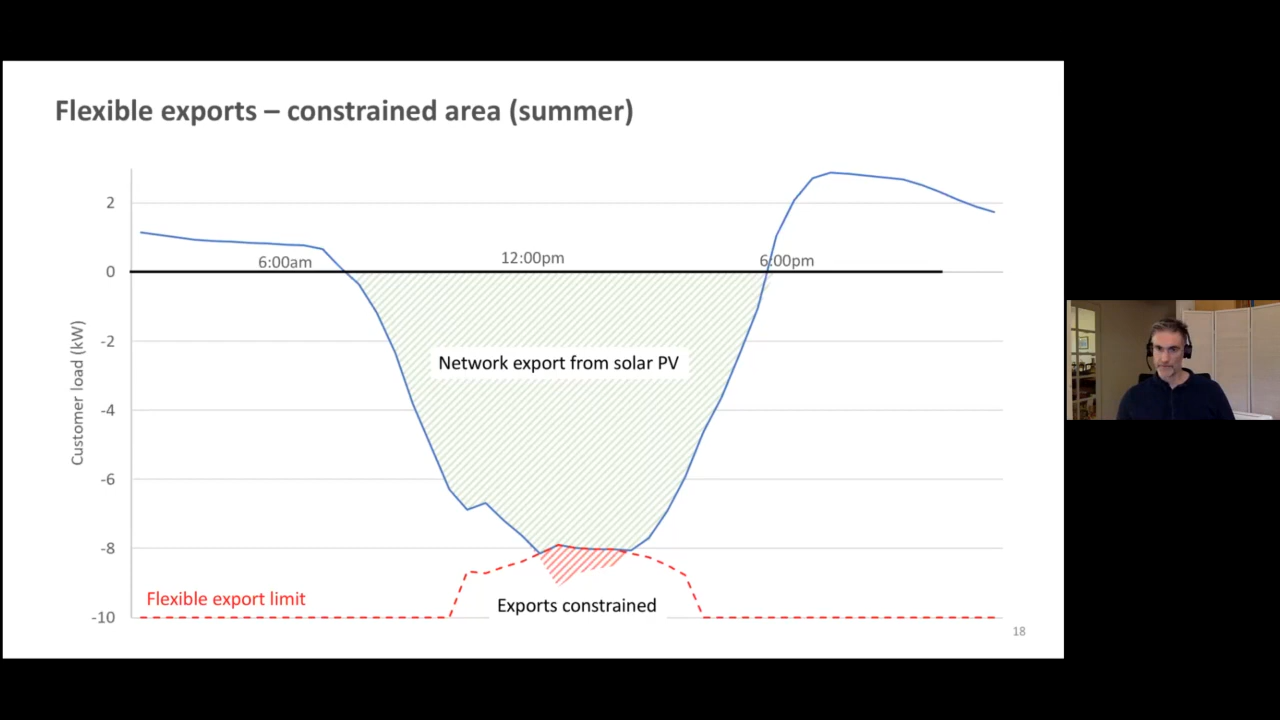 Flexible exports – constrained area (summer)
2
0
-2
-4
-6
-8
-10
Customer load (kW)
6:00am
12:00pm
6:00pm
Network export from solar PV
Flexible export limit
Exports constrained
18